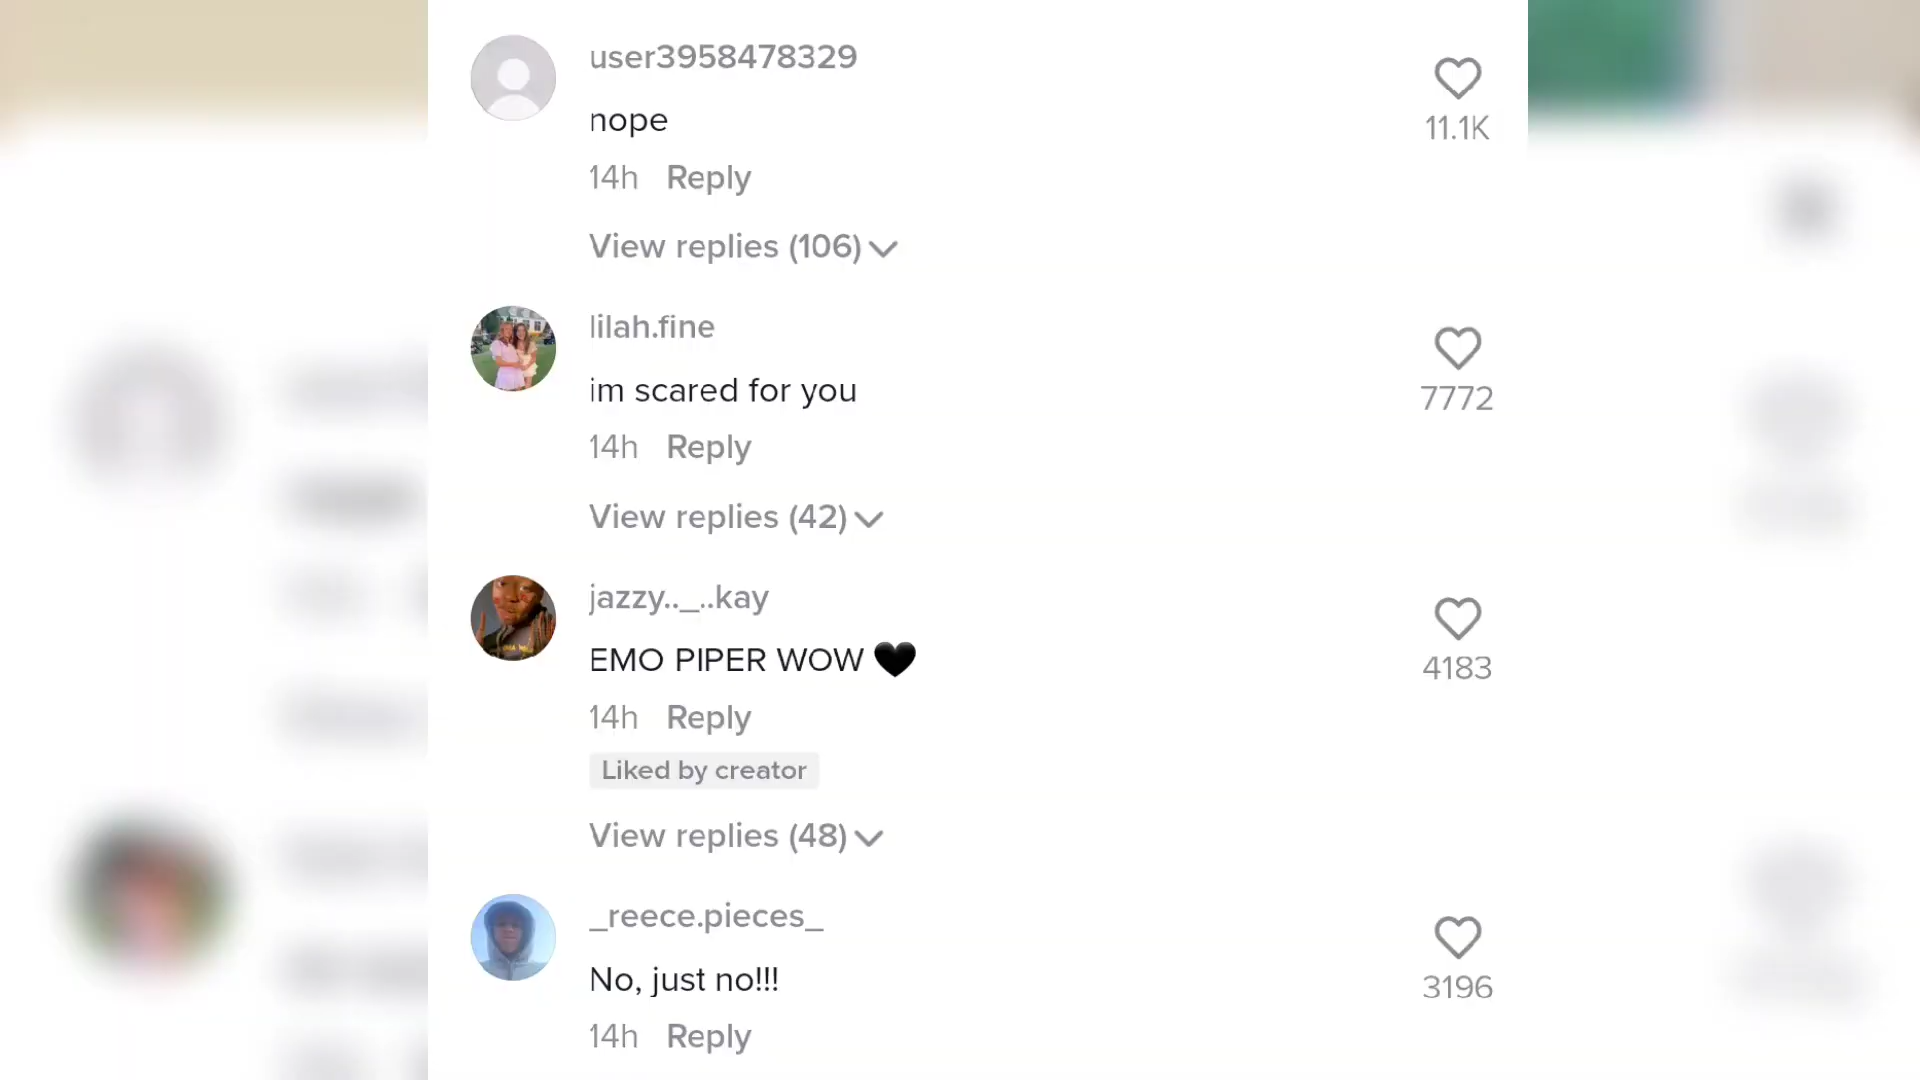 user3958478329
nope
11.1K
14h Reply
View replies (106)
lilah.fine
im scared for you
7772
14h Reply
View replies (42)
jazzy.._..kay
EMO PIPER WOW 🖤
4183
14h Reply
Liked by creator
View replies (48)
_reece.pieces_
No, just no!!!
3196
14h Reply